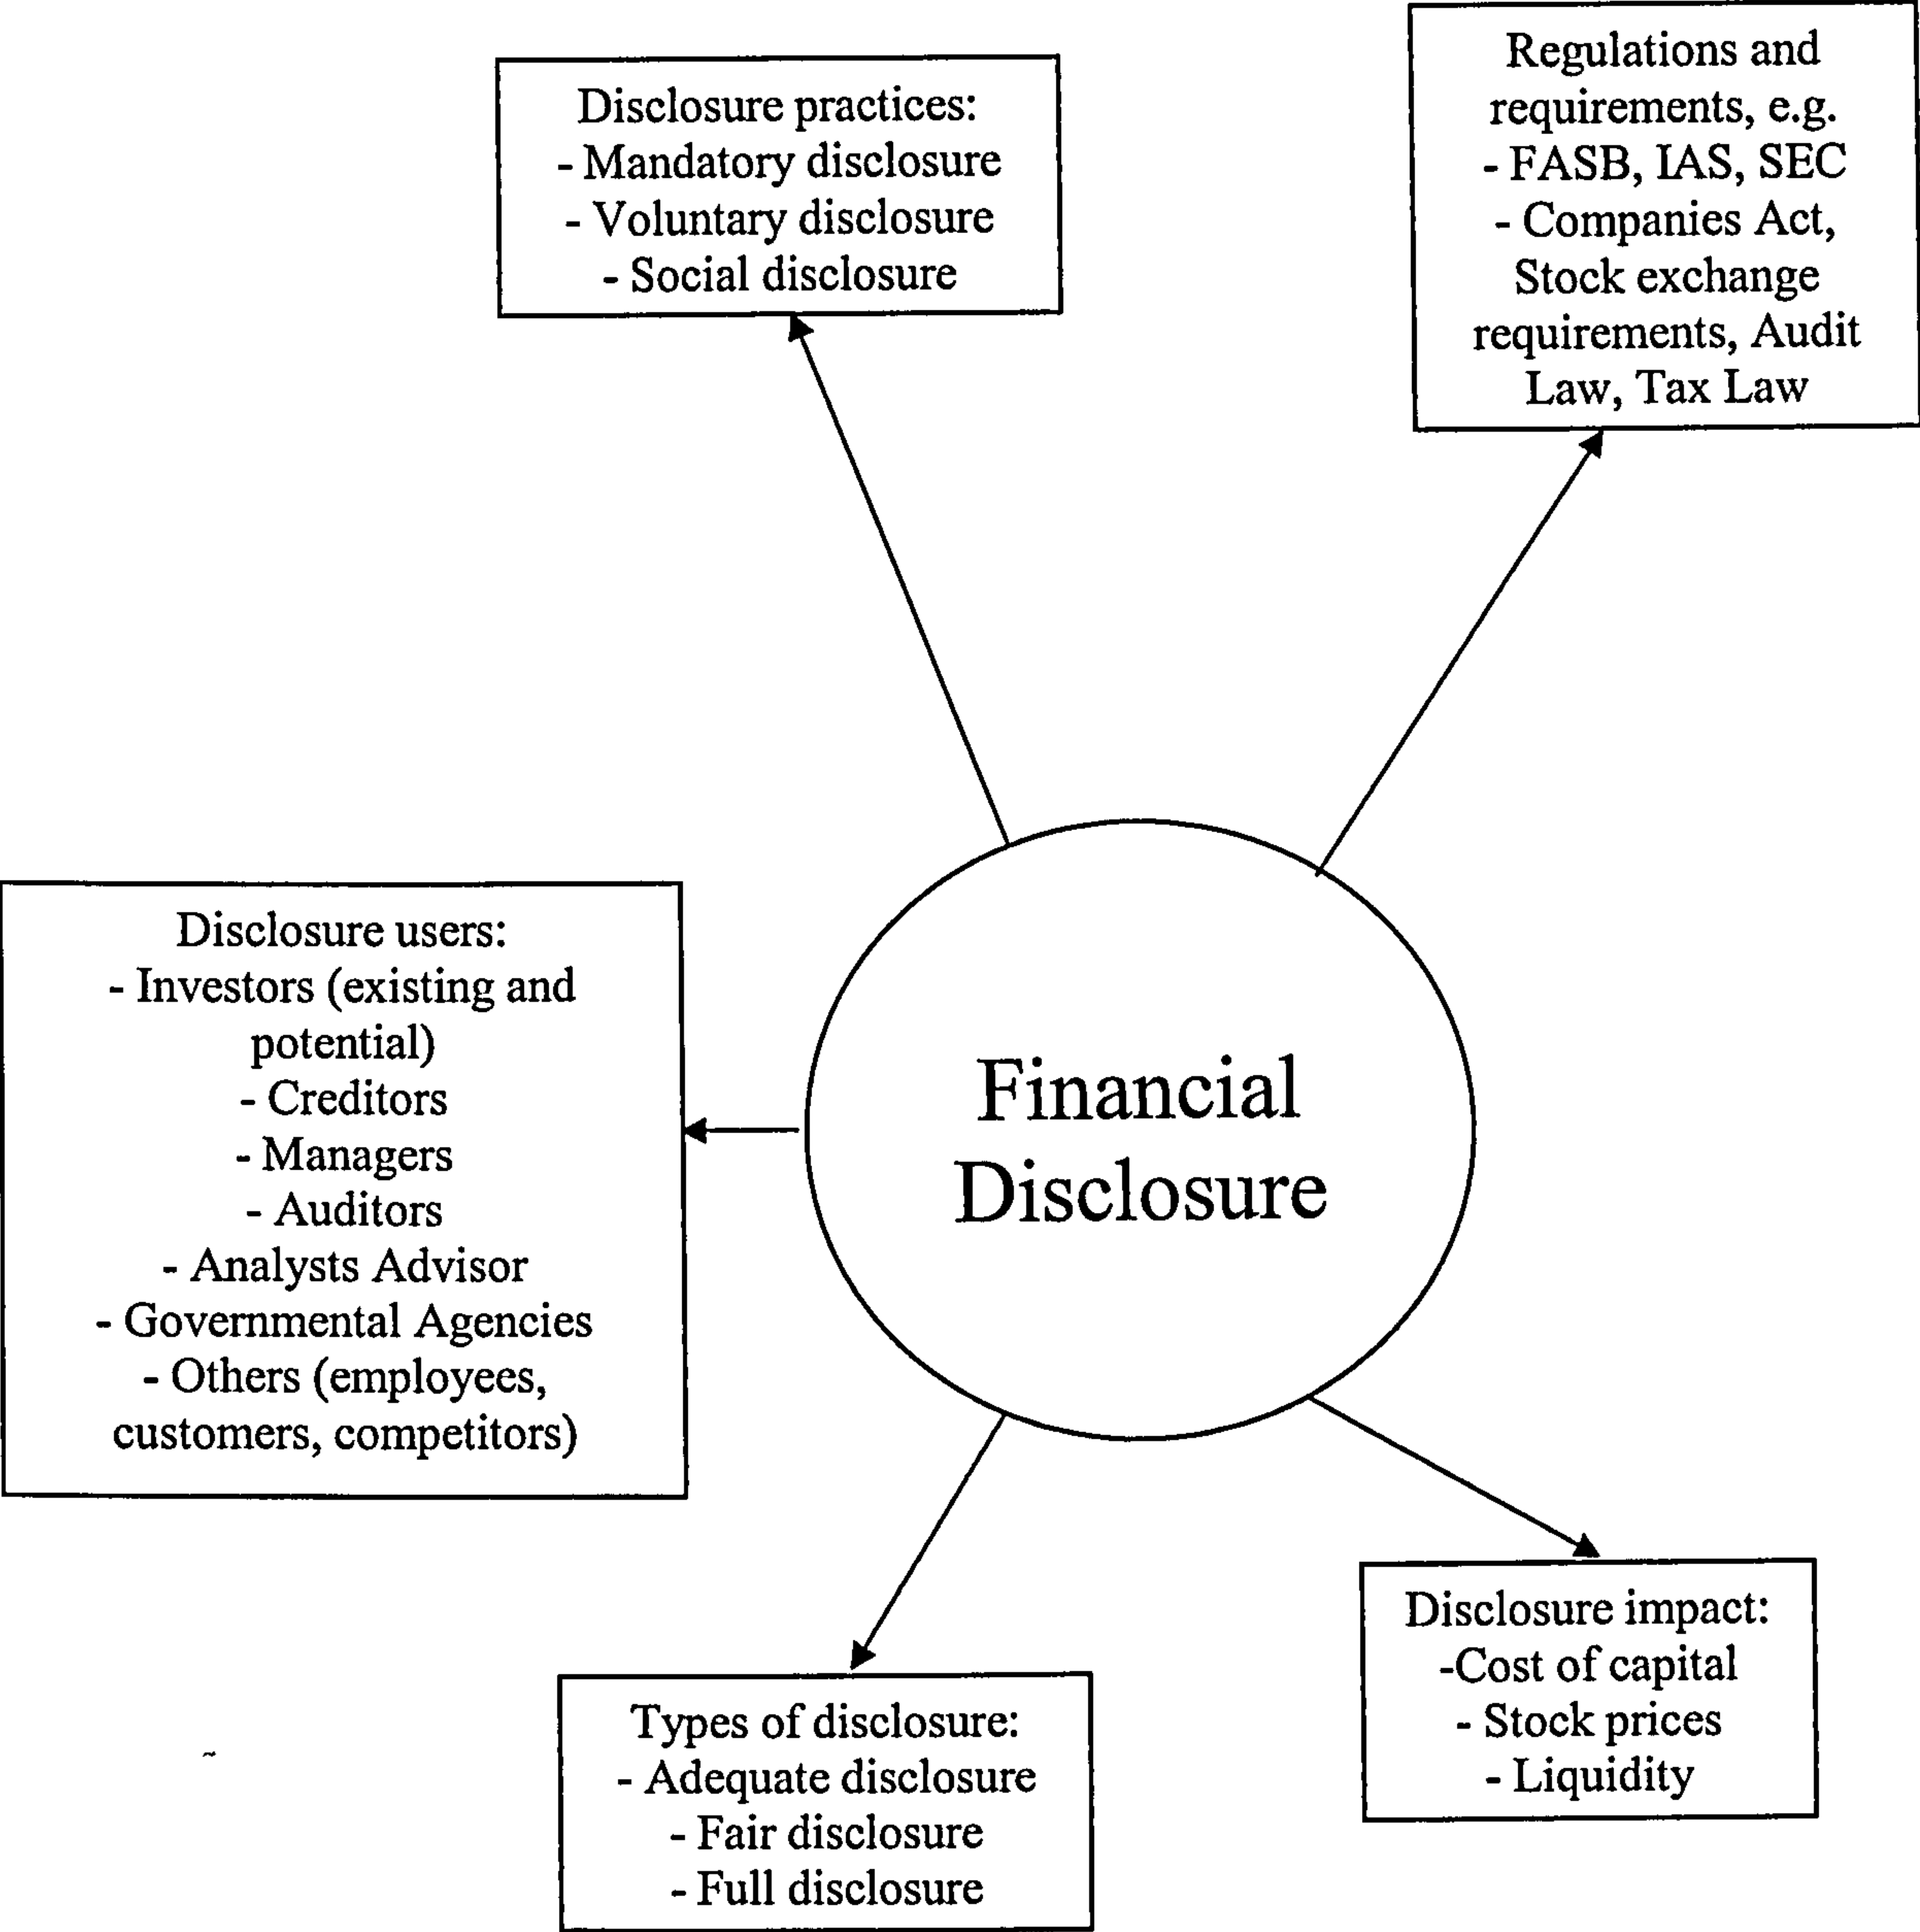 Disclosure practices:
- Mandatory disclosure
- Voluntary disclosure
- Social disclosure
Regulations and
requirements, e.g.
- FASB, IAS, SEC
- Companies Act,
Stock exchange
requirements, Audit
Law, Tax Law
Disclosure users:
- Investors (existing and
potential)
- Creditors
- Managers
- Auditors
- Analysts Advisor
- Governmental Agencies
- Others (employees,
customers, competitors)
Financial
Disclosure
Types of disclosure:
- Adequate disclosure
- Fair disclosure
- Full disclosure
Disclosure impact:
-Cost of capital
- Stock prices
- Liquidity